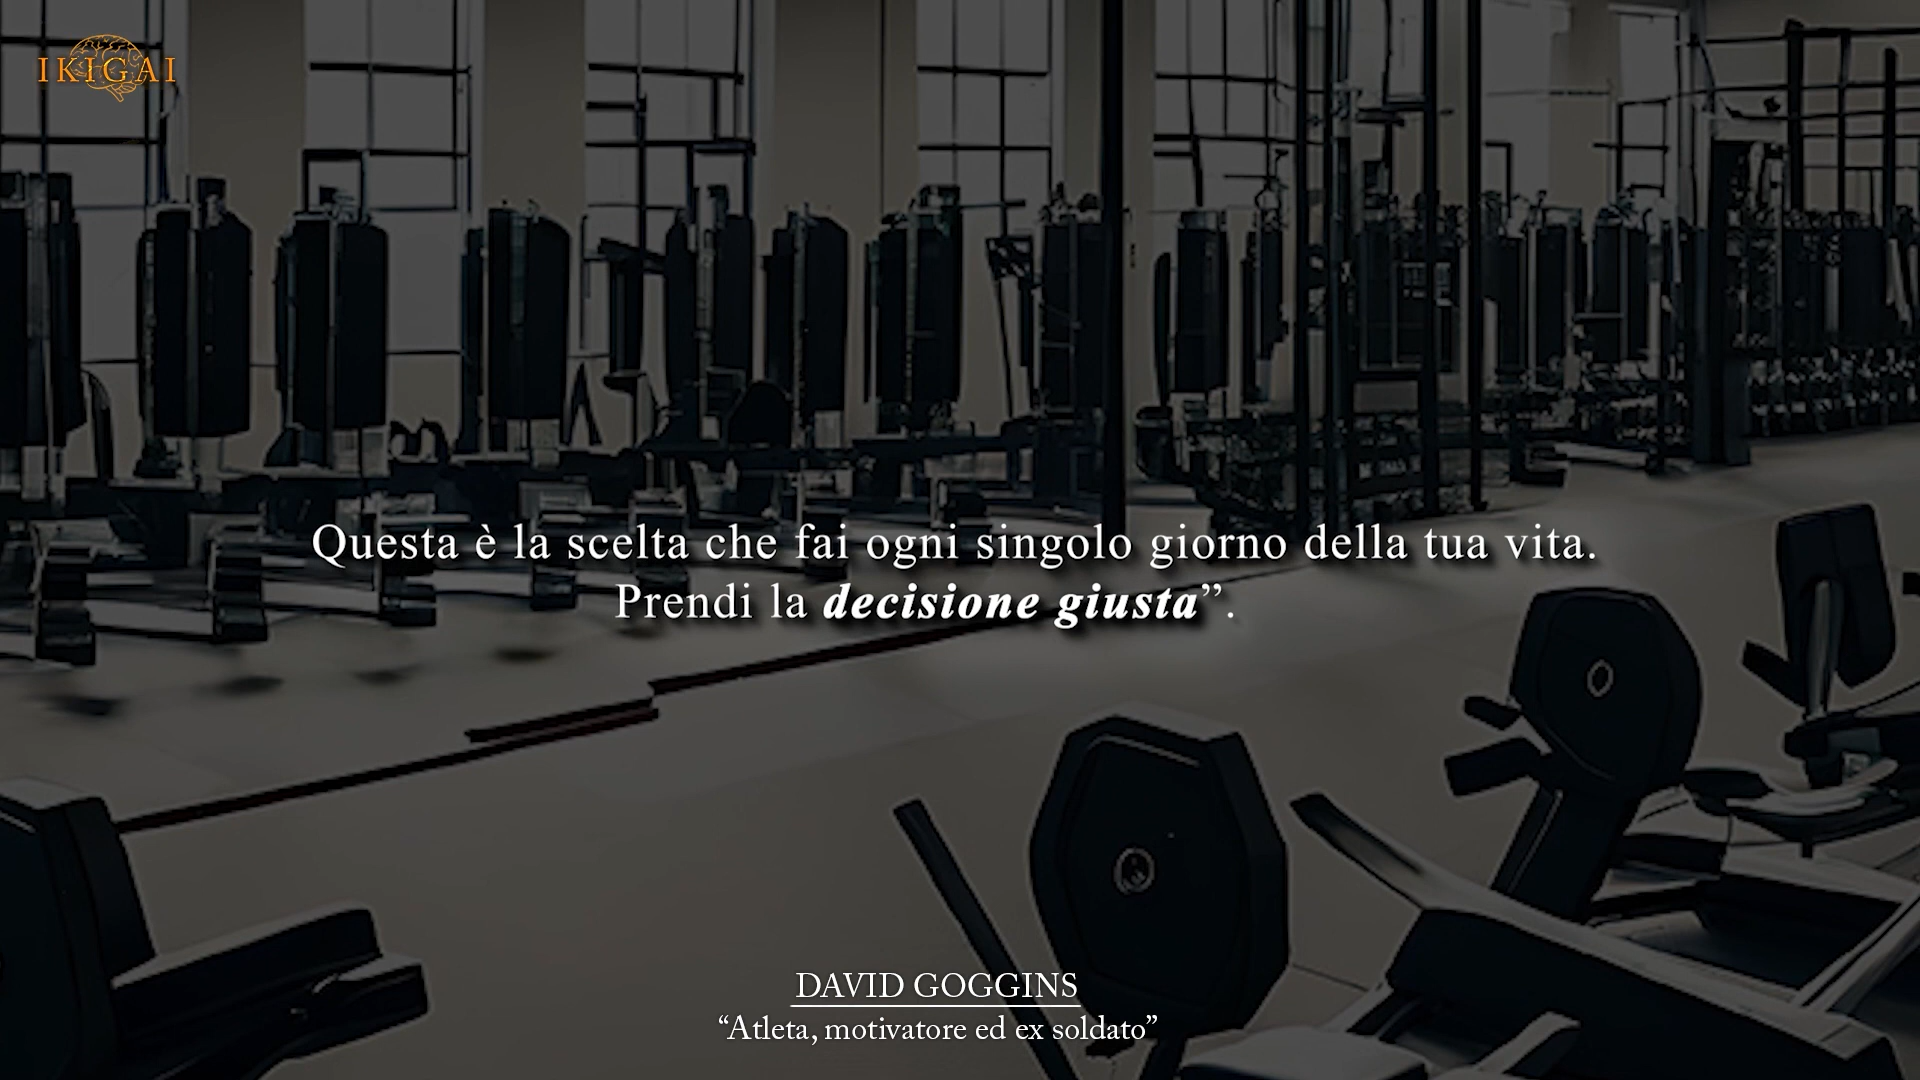 IKIGAI
Questa è la scelta che fai ogni singolo giorno della tua vita.
Prendi la decisione giusta”.
DAVID GOGGINS
“Atleta, motivatore ed ex soldato”